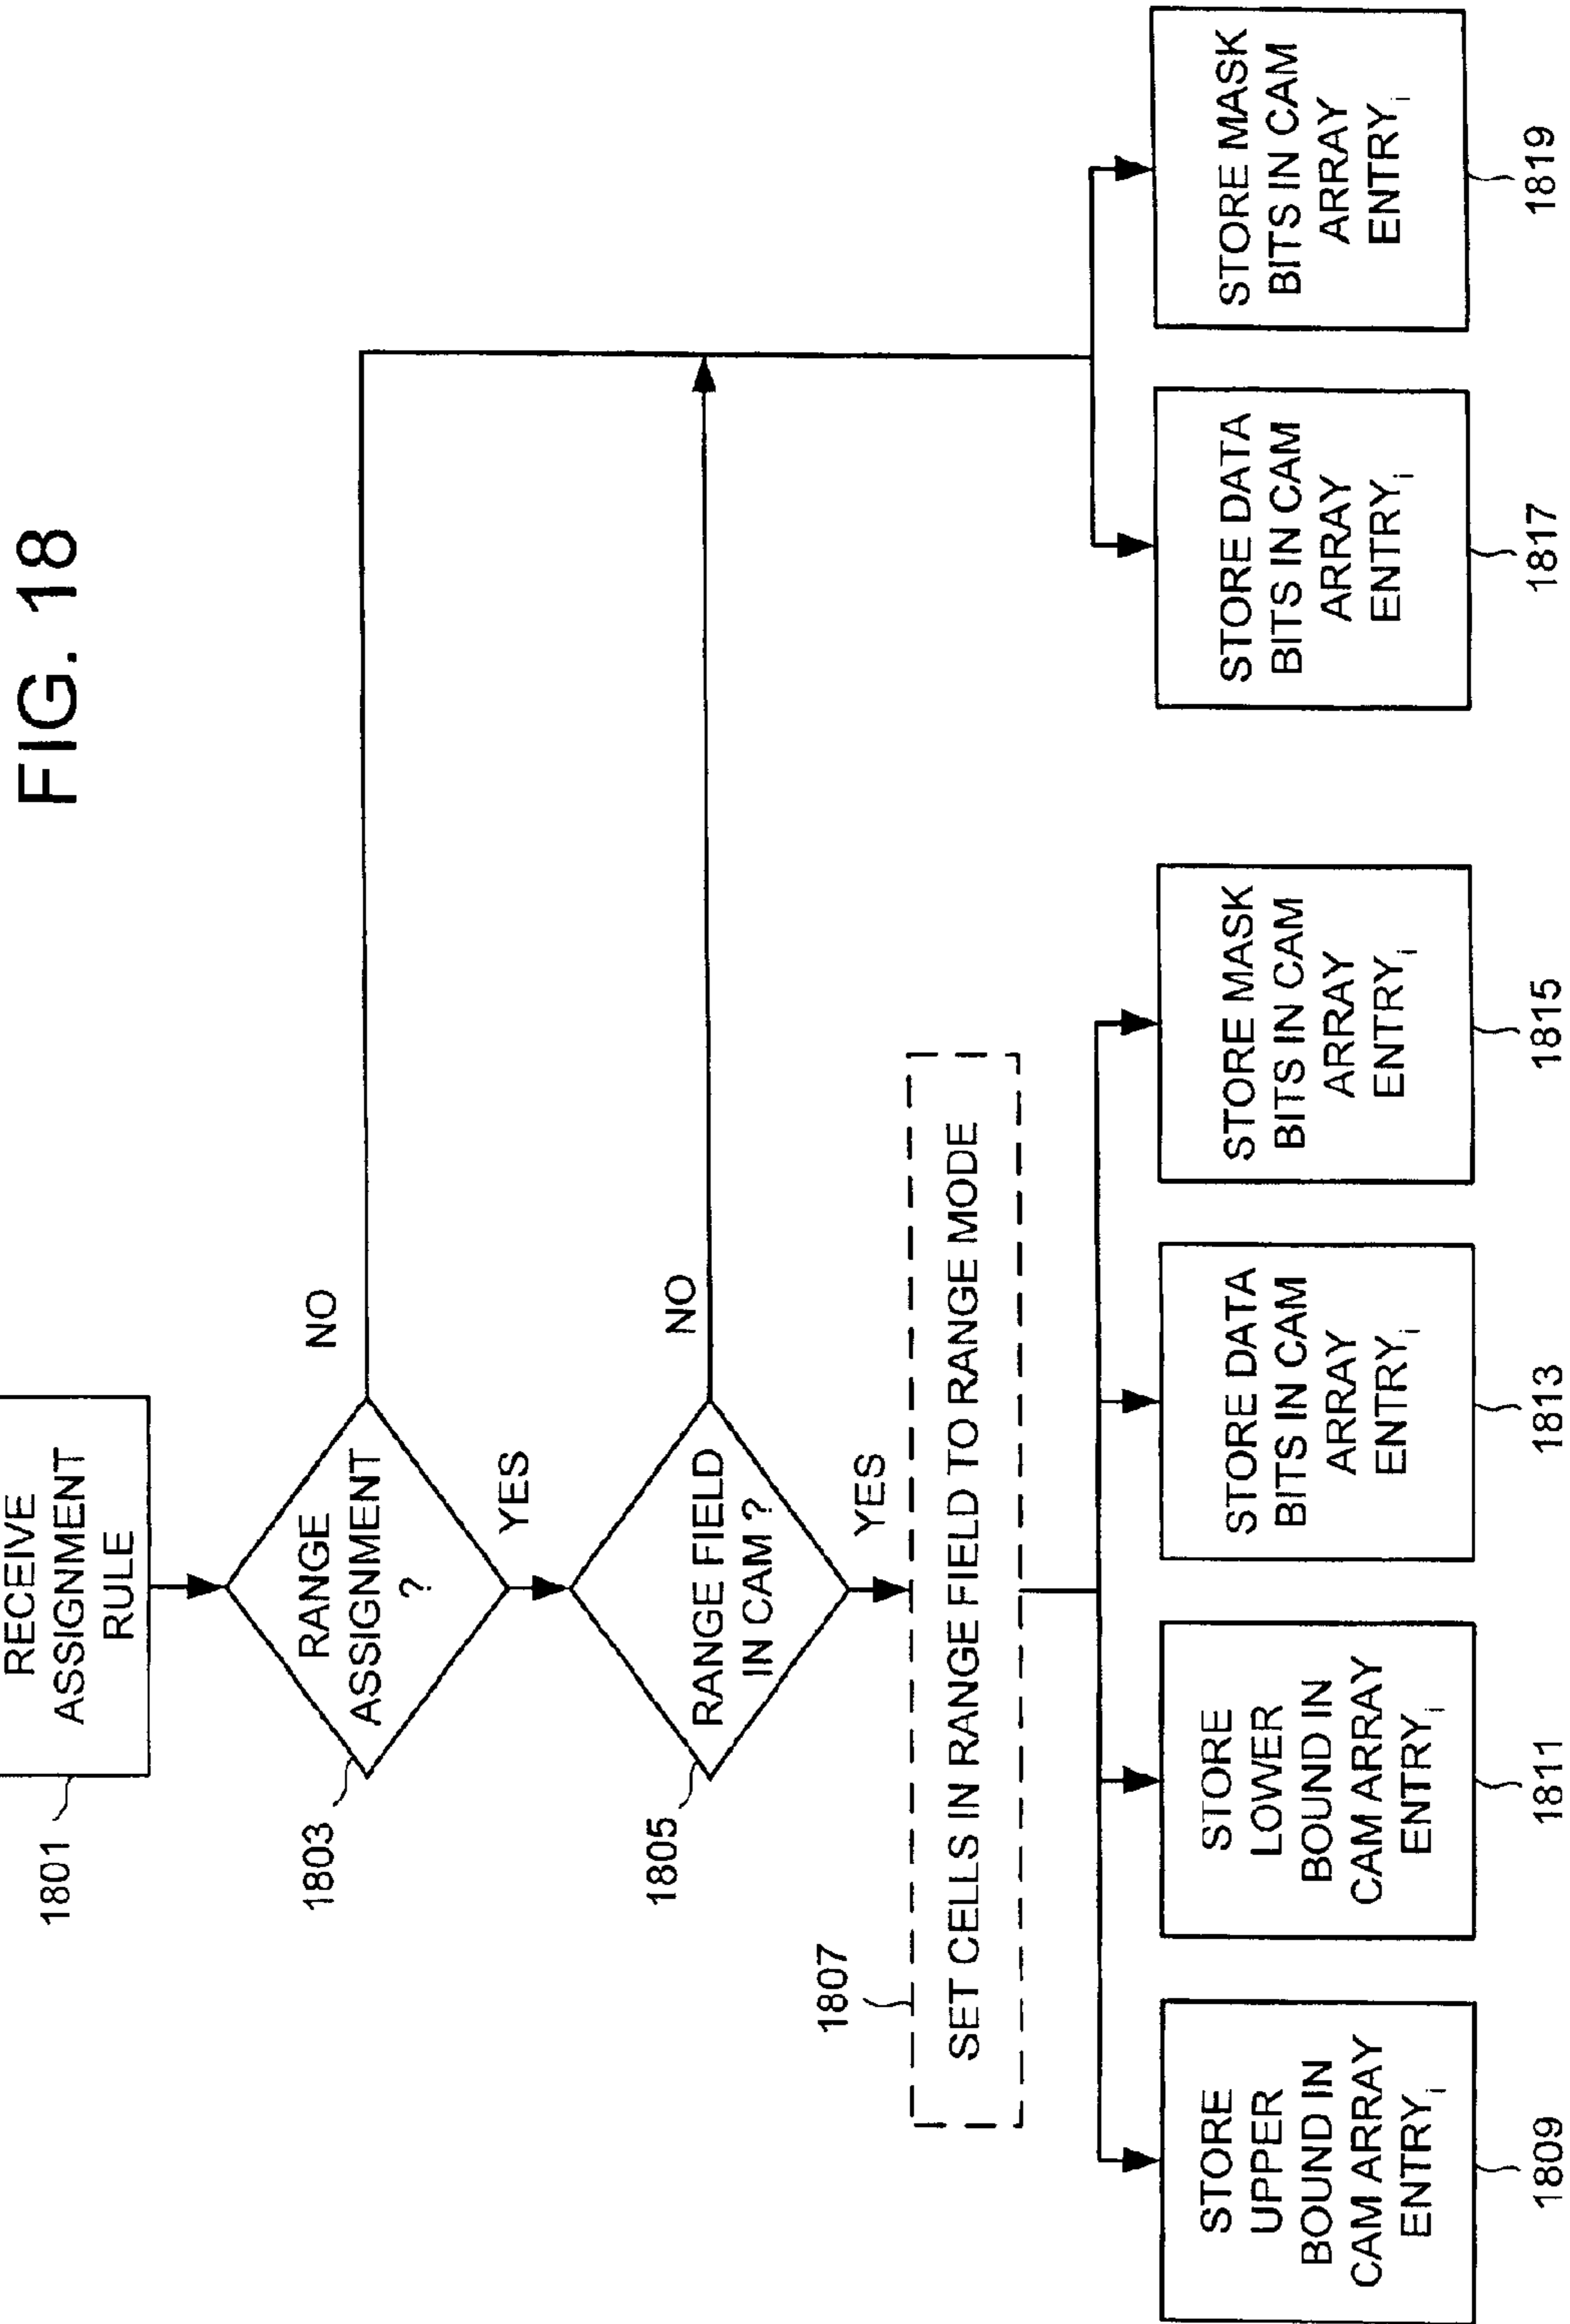 FIG. 18
RECEIVE
ASSIGNMENT
RULE
1801
RANGE
ASSIGNMENT
?
1803
NO
YES
RANGE FIELD
IN CAM ?
1805
NO
YES
1807
SET CELLS IN RANGE FIELD TO RANGE MODE
STORE
UPPER
BOUND IN
CAM ARRAY
ENTRYi
1809
STORE
LOWER
BOUND IN
CAM ARRAY
ENTRYi
1811
STORE DATA
BITS IN CAM
ARRAY
ENTRYi
1813
STORE MASK
BITS IN CAM
ARRAY
ENTRYi
1815
STORE DATA
BITS IN CAM
ARRAY
ENTRYi
1817
STORE MASK
BITS IN CAM
ARRAY
ENTRYi
1819